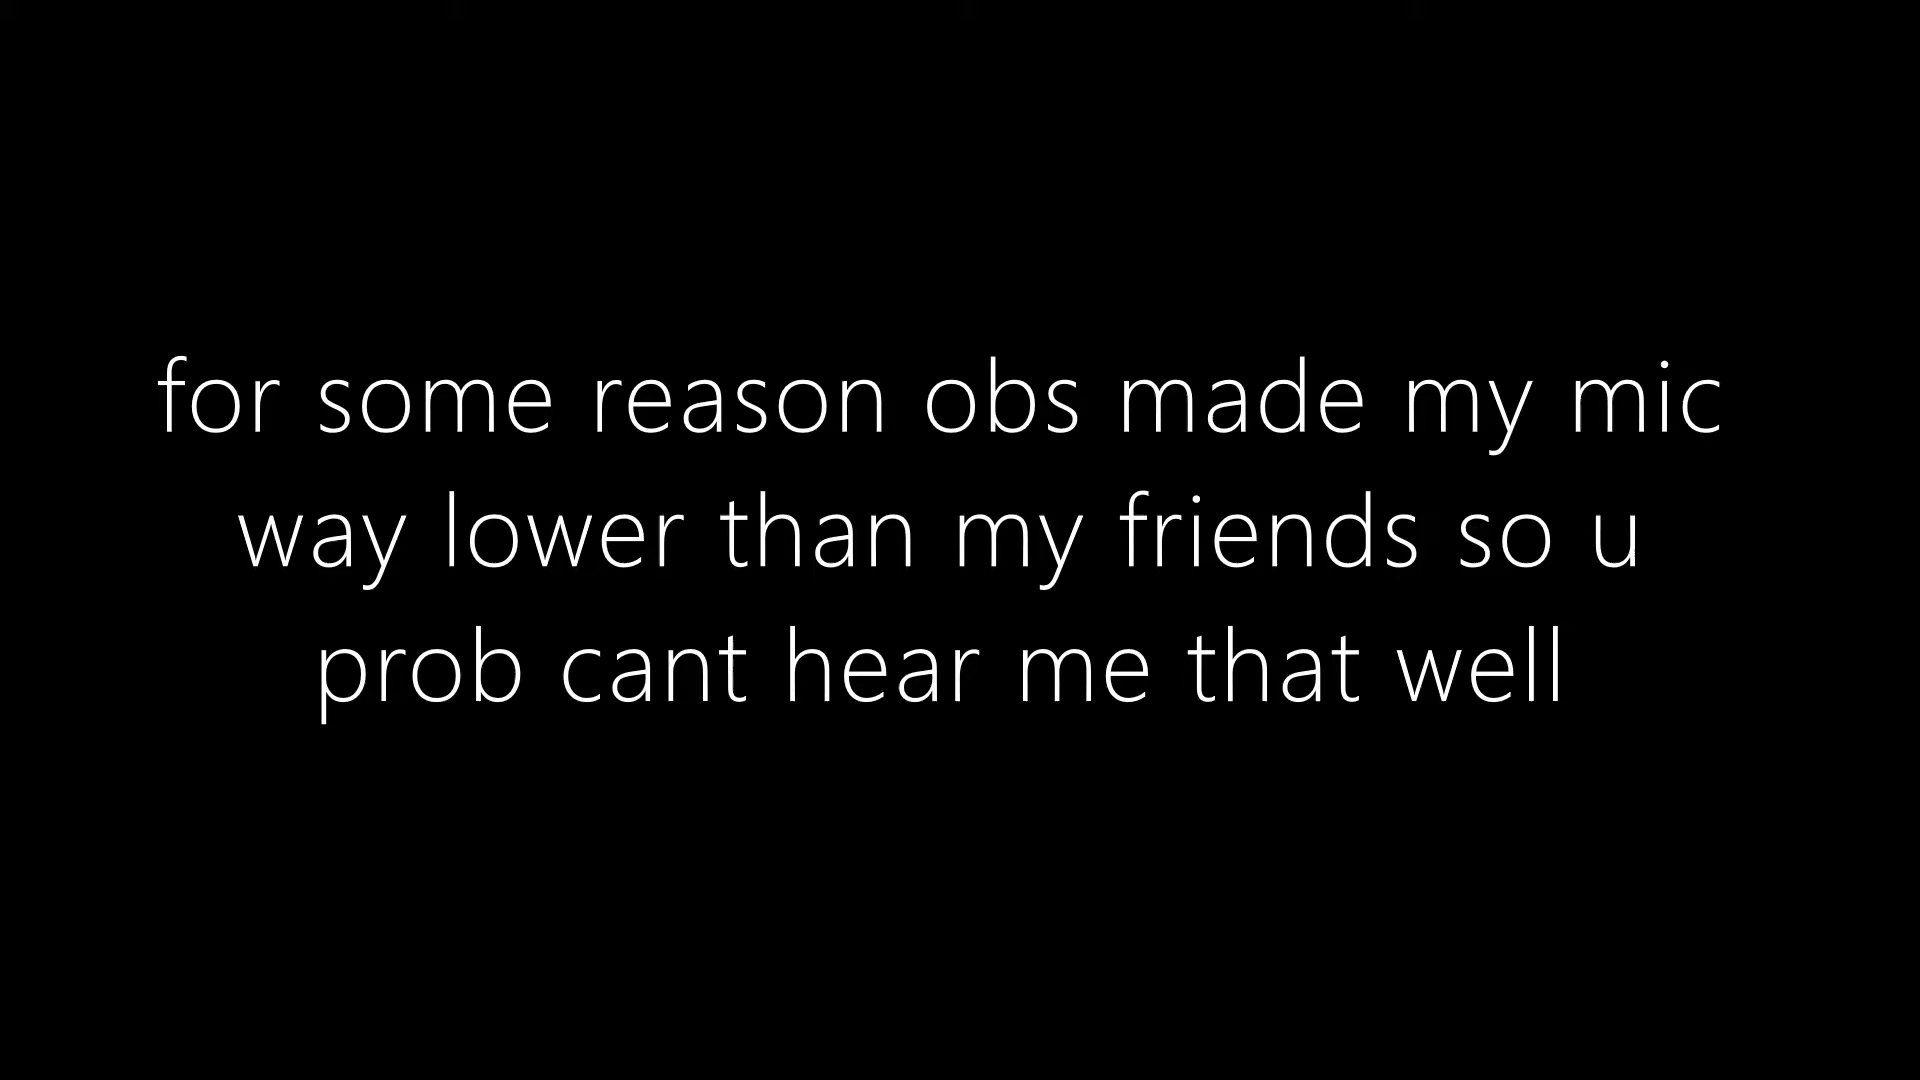 for some reason obs made my mic
way lower than my friends so u
prob cant hear me that well